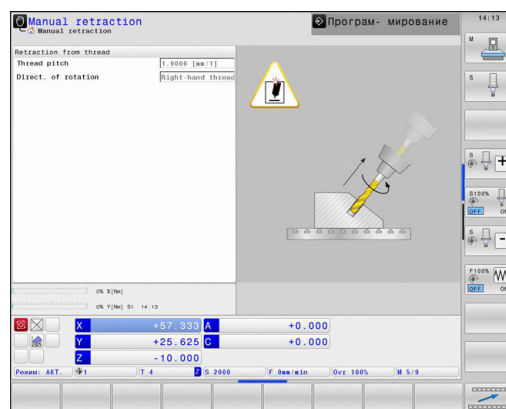 Manual retraction
Manual retraction
Програм- мирование
14:13
Retraction from thread
Thread pitch 1.0000 [mm/1]
Direct. of rotation Right-hand thread
M
S
S
S100%
OFF ON
S
F100%
OFF ON
0% X[Nm]
0% Y[Nm] S1 14:13
X +57.333 A +0.000
Y +25.625 C +0.000
Z -10.000
Режим: АКТ. 1 T 4 Z S 2000 F 0mm/min Ovr 100% M 5/9